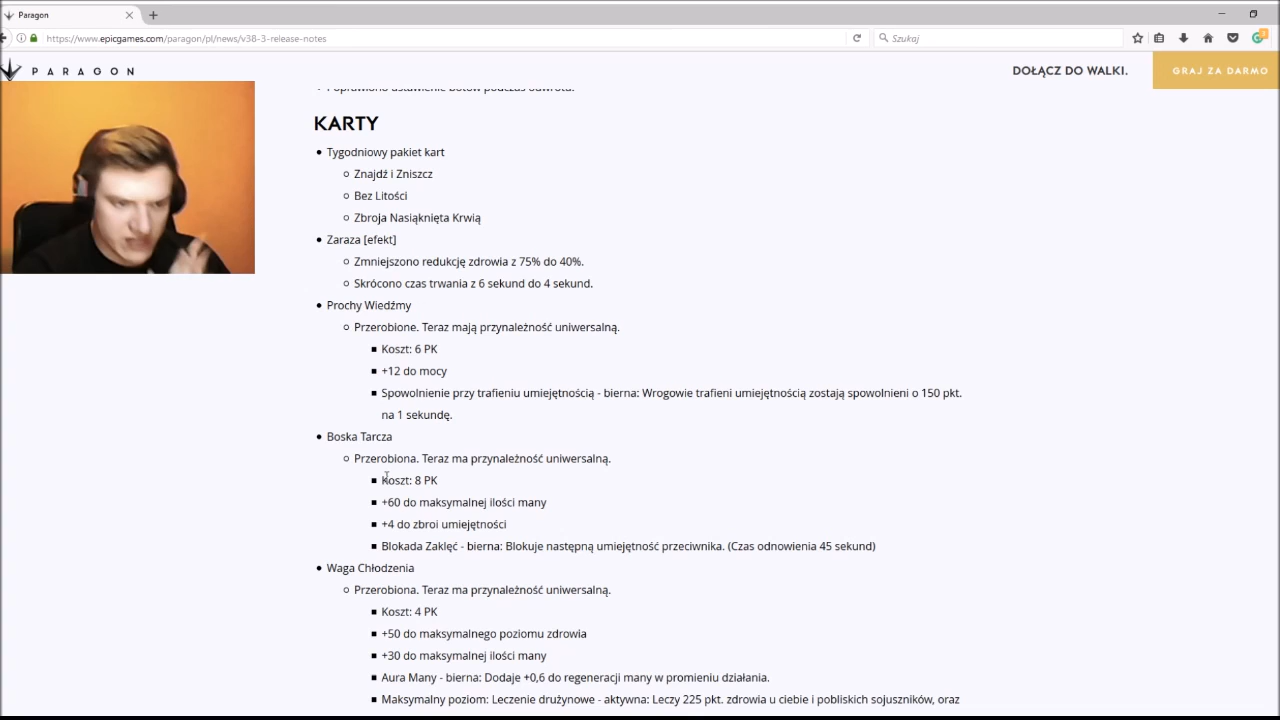 Paragon
https://www.epicgames.com/paragon/pl/news/v38-3-release-notes
Szukaj
PARAGON
DOŁĄCZ DO WALKI.
GRAJ ZA DARMO
Poprawiono ustawienie botów podczas odwrotu.
KARTY
Tygodniowy pakiet kart
Znajdź i Zniszcz
Bez Litości
Zbroja Nasiąknięta Krwią
Zaraza [efekt]
Zmniejszono redukcję zdrowia z 75% do 40%.
Skrócono czas trwania z 6 sekund do 4 sekund.
Prochy Wiedźmy
Przerobione. Teraz mają przynależność uniwersalną.
Koszt: 6 PK
+12 do mocy
Spowolnienie przy trafieniu umiejętnością - bierna: Wrogowie trafieni umiejętnością zostają spowolnieni o 150 pkt.
na 1 sekundę.
Boska Tarcza
Przerobiona. Teraz ma przynależność uniwersalną.
Koszt: 8 PK
+60 do maksymalnej ilości many
+4 do zbroi umiejętności
Blokada Zaklęć - bierna: Blokuje następną umiejętność przeciwnika. (Czas odnowienia 45 sekund)
Waga Chłodzenia
Przerobiona. Teraz ma przynależność uniwersalną.
Koszt: 4 PK
+50 do maksymalnego poziomu zdrowia
+30 do maksymalnej ilości many
Aura Many - bierna: Dodaje +0,6 do regeneracji many w promieniu działania.
Maksymalny poziom: Leczenie drużynowe - aktywna: Leczy 225 pkt. zdrowia u ciebie i pobliskich sojuszników, oraz